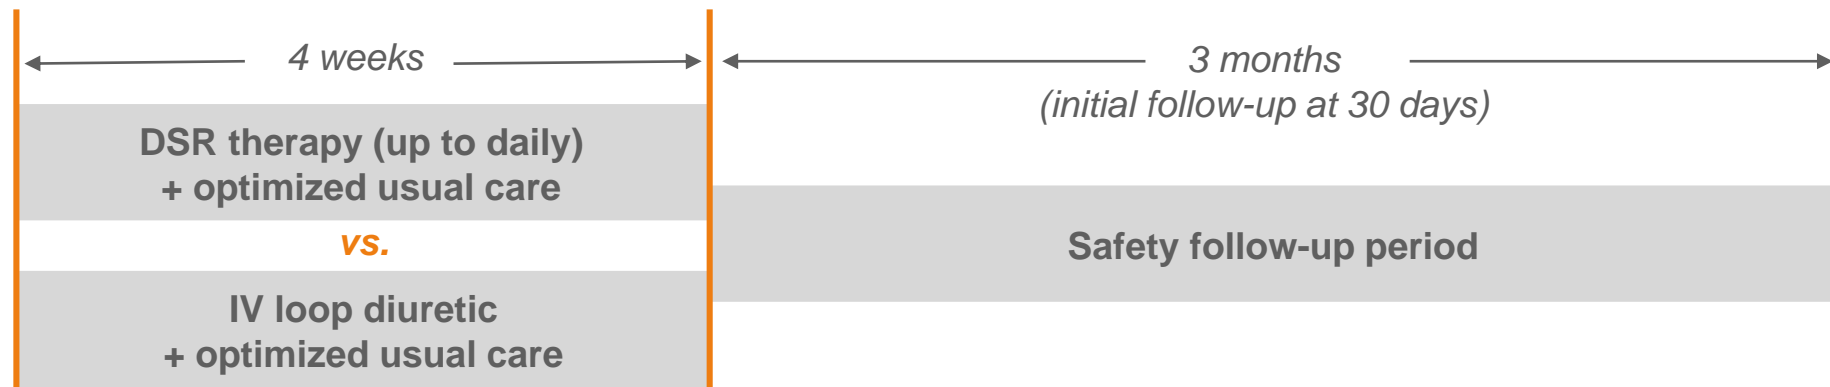 4 weeks
DSR therapy (up to daily)
+ optimized usual care
vs.
IV loop diuretic
+ optimized usual care
3 months
(initial follow-up at 30 days)
Safety follow-up period